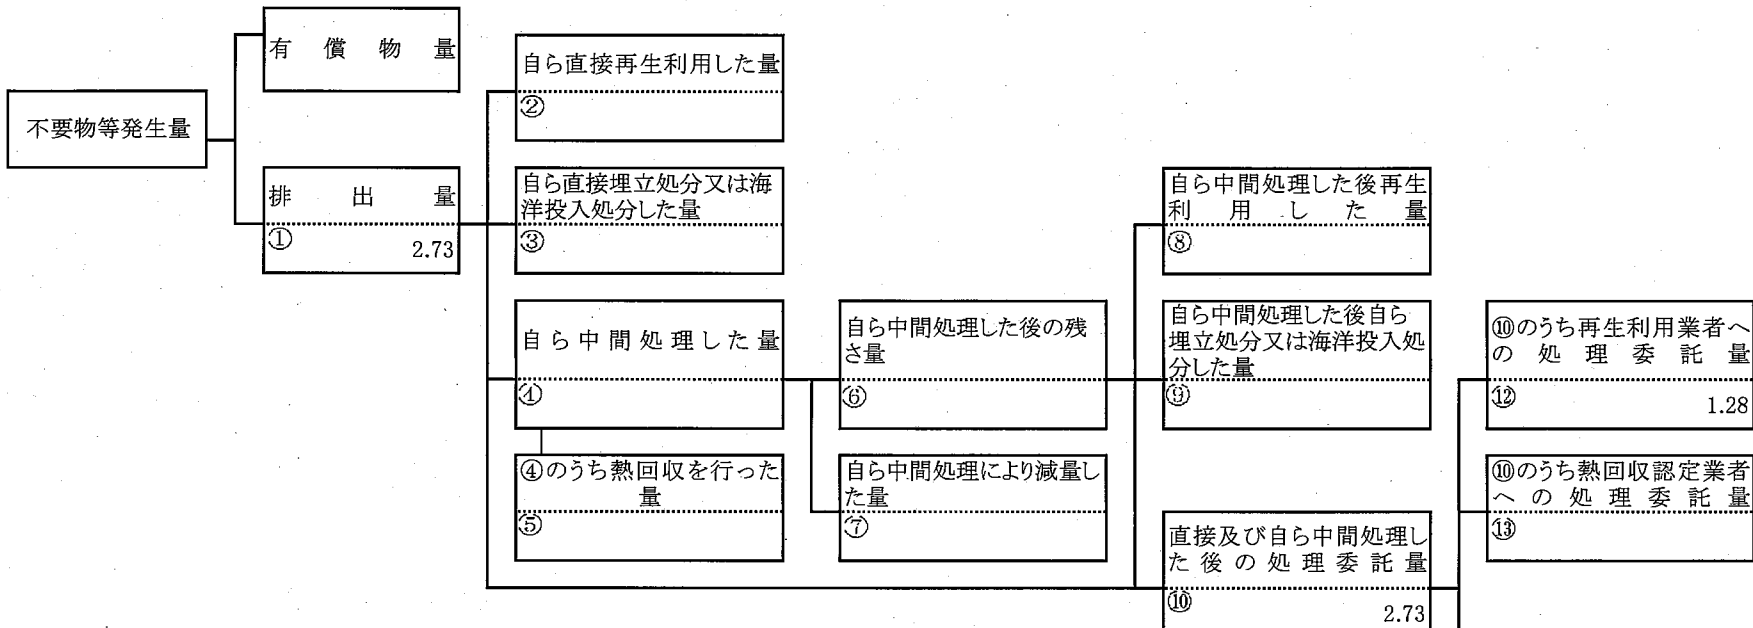 有償物量
不要物等発生量
排出量
①
2.73
自ら直接再生利用した量
②
自ら直接埋立処分又は海
洋投入処分した量
③
自ら中間処理した量
④
④のうち熱回収を行った
量
⑤
自ら中間処理した後の残
さ量
⑥
自ら中間処理により減量し
た量
⑦
自ら中間処理した後再生
利用した量
⑧
自ら中間処理した後自ら
埋立処分又は海洋投入処
分した量
⑨
直接及び自ら中間処理し
た後の処理委託量
⑩
2.73
⑩のうち再生利用業者へ
の処理委託量
⑫
1.28
⑩のうち熱回収認定業者
への処理委託量
⑬